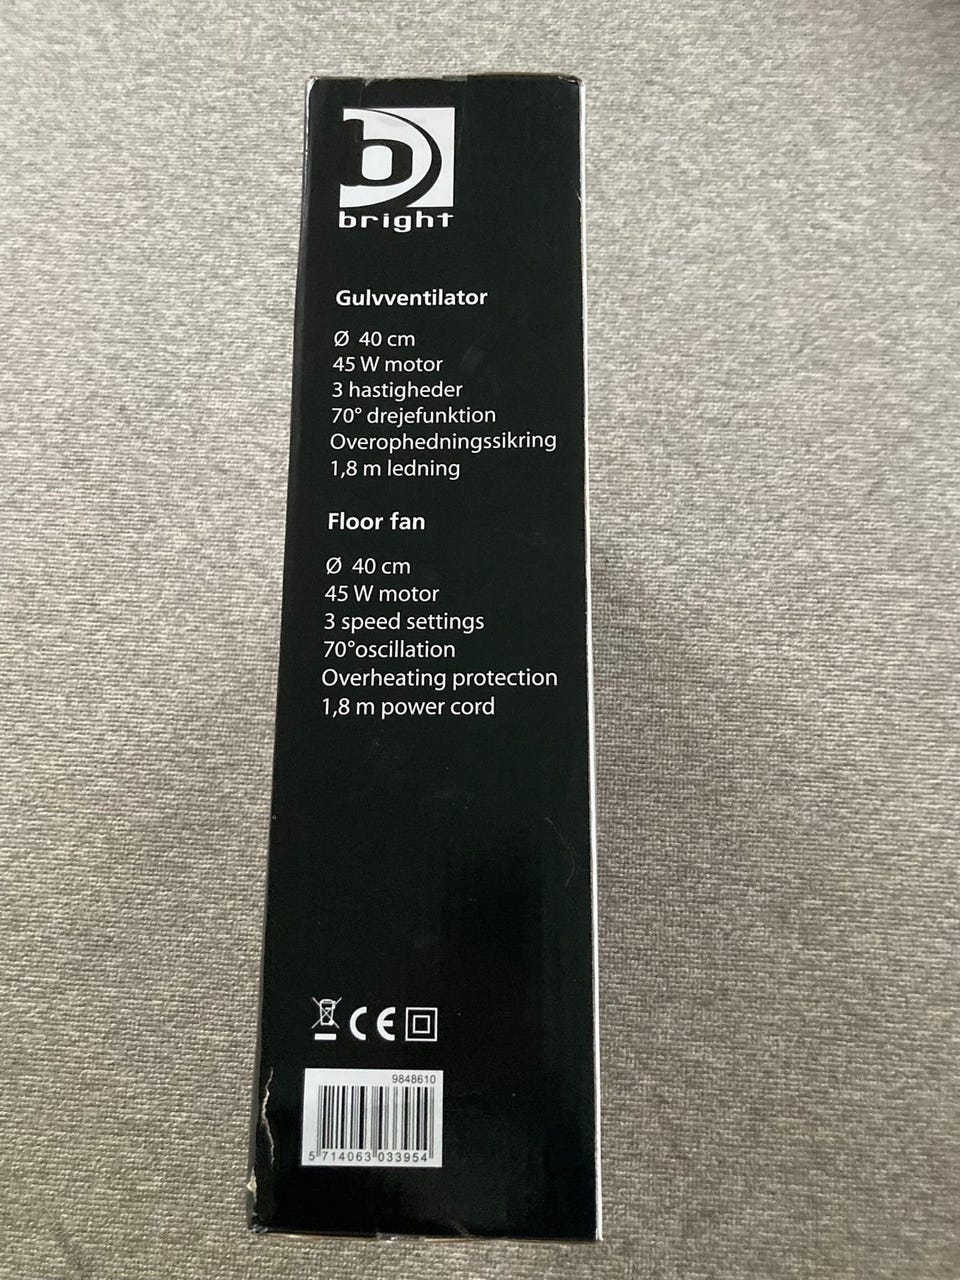 b
bright
Gulvventilator
Ø 40 cm
45 W motor
3 hastigheder
70° drejefunktion
Overophedningssikring
1,8 m ledning
Floor fan
Ø 40 cm
45 W motor
3 speed settings
70°oscillation
Overheating protection
1,8 m power cord
CE
9848610
5 714063 033954